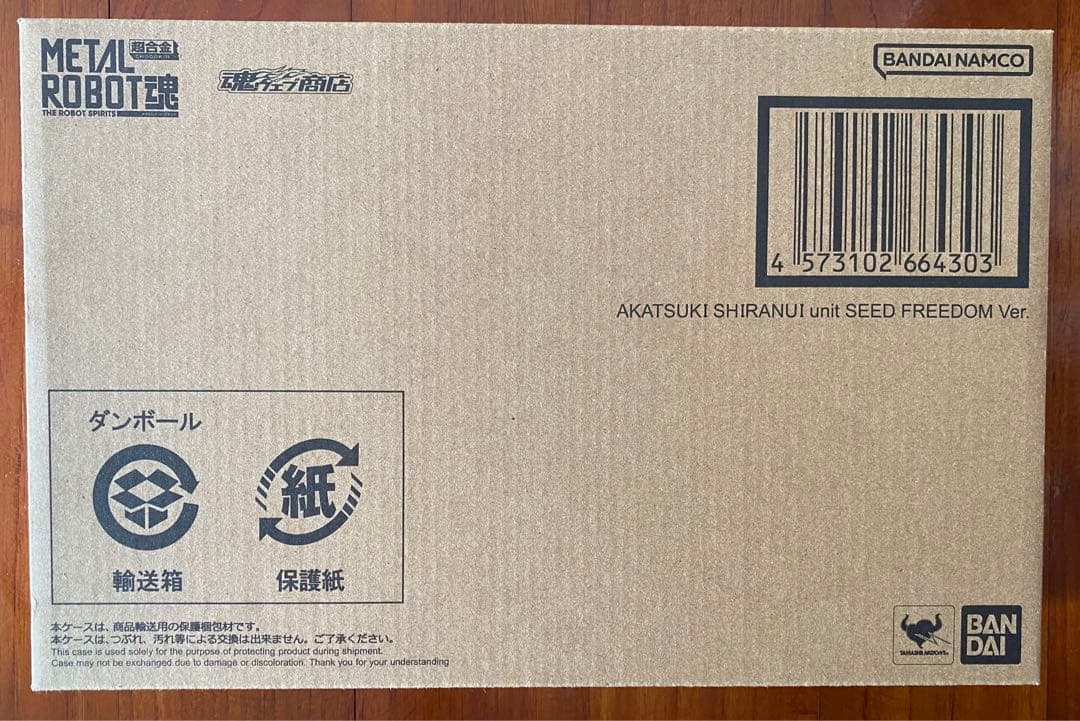 METAL 超合金
CHOGOKIN
ROBOT魂
THE ROBOT SPIRITS
魂ウェブ商店
BANDAI NAMCO
4 573102 664303
AKATSUKI SHIRANUI unit SEED FREEDOM Ver.
ダンボール
紙
輸送箱
保護紙
本ケースは、商品輸送用の保護梱包材です。
本ケースは、つぶれ、汚れ等による交換は出来ません。ご了承ください。
This case is used solely for the purpose of protecting product during shipment.
Case may not be exchanged due to damage or discoloration. Thank you for your understanding
TAMASHII NATIONS
BAN
DAI